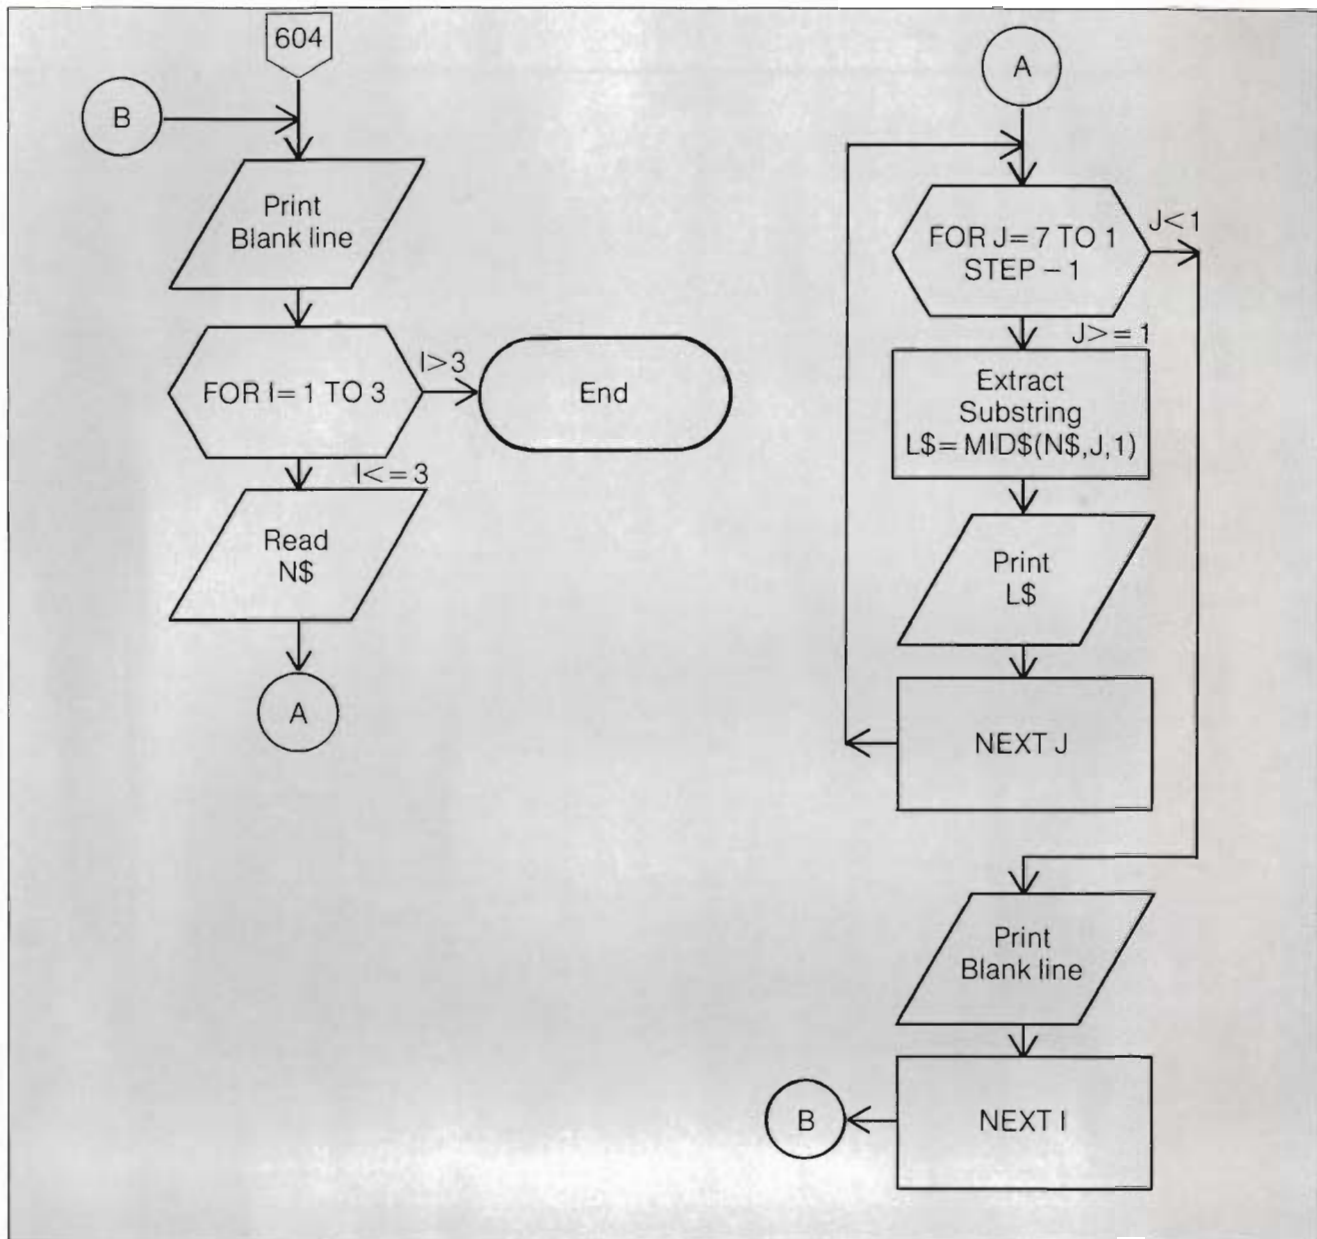 604
B
Print
Blank line
FOR I=1 TO 3
I>3
End
I<=3
Read
N$
A
A
FOR J=7 TO 1
STEP -1
J<1
J>=1
Extract
Substring
L$=MID$(N$,J,1)
Print
L$
NEXT J
Print
Blank line
NEXT I
B